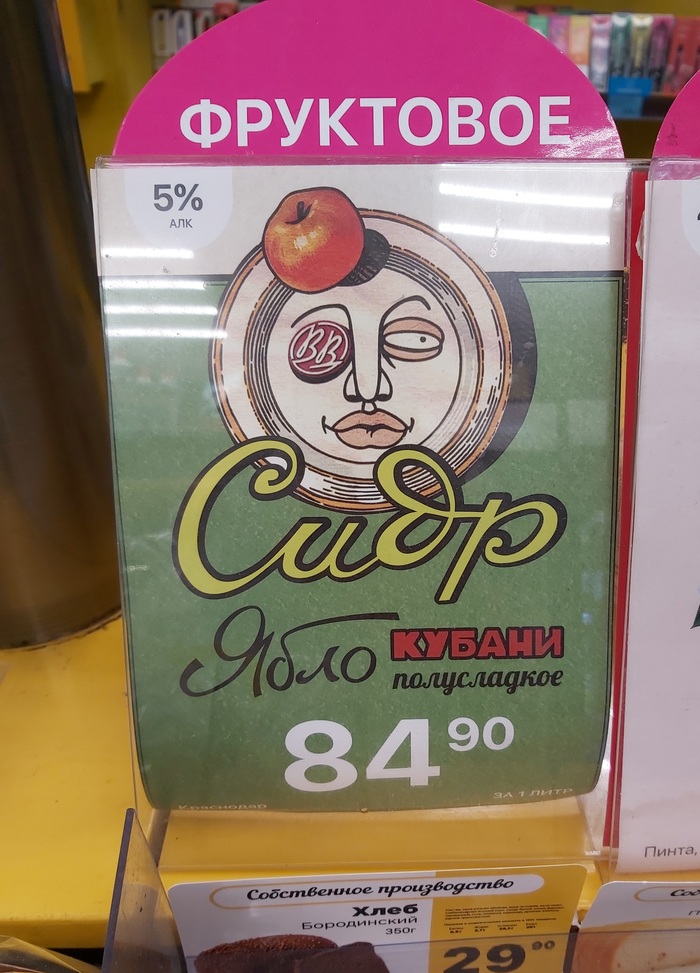 ФРУКТОВОЕ
5%
АЛК
ВВ
Сидр
Ябло КУБАНИ
полусладкое
84 90
Краснодар
ЗА 1 ЛИТР
Пинта,
Собственное производство
Хлеб
Бородинский
350г
29 90